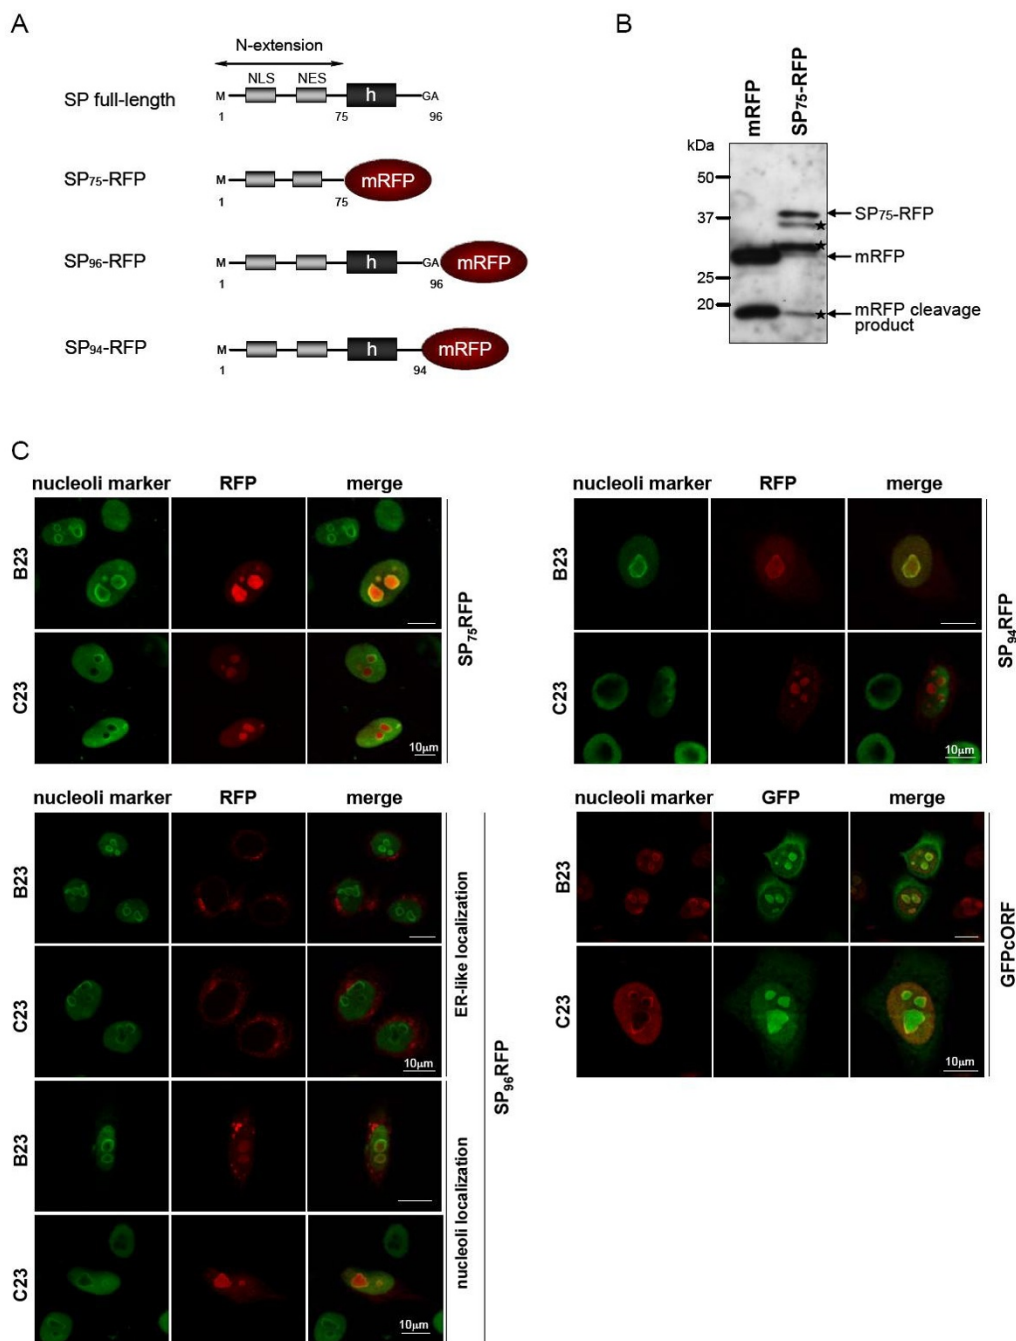 A
N-extension
NLS NES
SP full-length
M h GA
1 75 96
SP75-RFP
M mRFP
1 75
SP96-RFP
M h GA mRFP
1 96
SP94-RFP
M h mRFP
1 94
B
mRFP SP75-RFP
kDa
50
37
25
20
SP75-RFP
mRFP
mRFP cleavage
product
C
nucleoli marker RFP merge
B23
C23
10µm
SP75RFP
nucleoli marker RFP merge
B23
C23
10µm
SP94RFP
nucleoli marker RFP merge
B23
C23
10µm
ER-like localization
B23
C23
10µm
nucleoli localization
SP96RFP
nucleoli marker GFP merge
B23
C23
10µm
GFPcORF